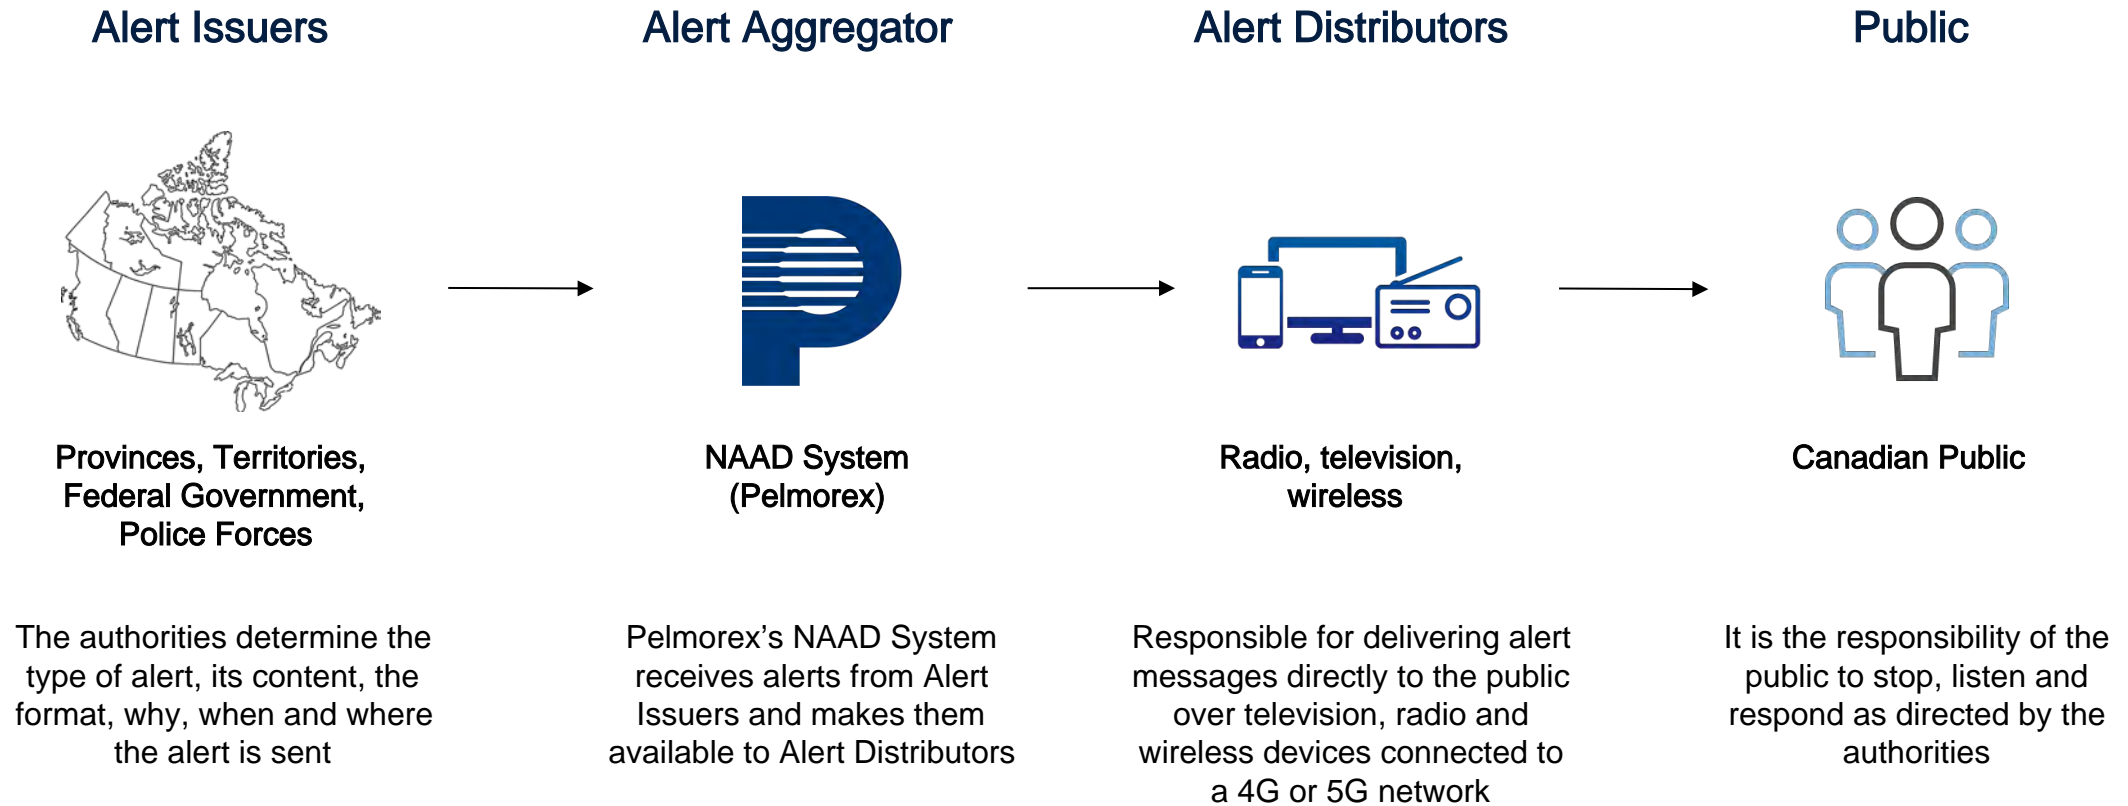 Alert Issuers
Alert Aggregator
Alert Distributors
Public
Provinces, Territories,
Federal Government,
Police Forces
NAAD System
(Pelmorex)
Radio, television,
wireless
Canadian Public
The authorities determine the
type of alert, its content, the
format, why, when and where
the alert is sent
Pelmorex’s NAAD System
receives alerts from Alert
Issuers and makes them
available to Alert Distributors
Responsible for delivering alert
messages directly to the public
over television, radio and
wireless devices connected to
a 4G or 5G network
It is the responsibility of the
public to stop, listen and
respond as directed by the
authorities